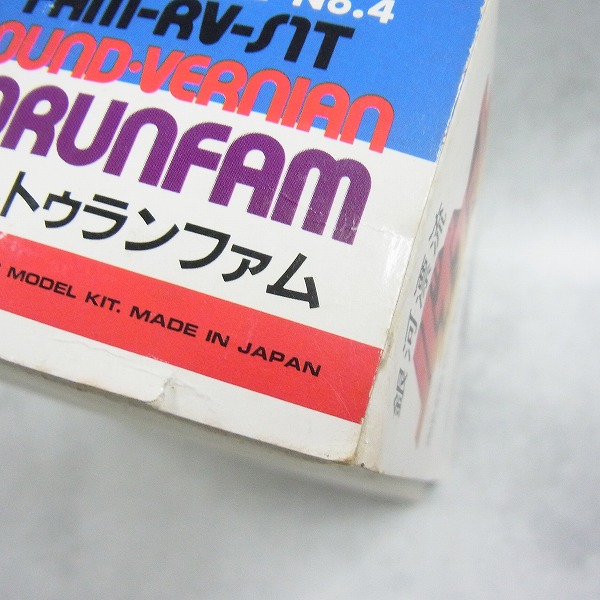 No.4
FAM-RV-S1T
OUND·VERNIAN
RUNFAM
トゥランファム
MODEL KIT. MADE IN JAPAN
銀河漂流